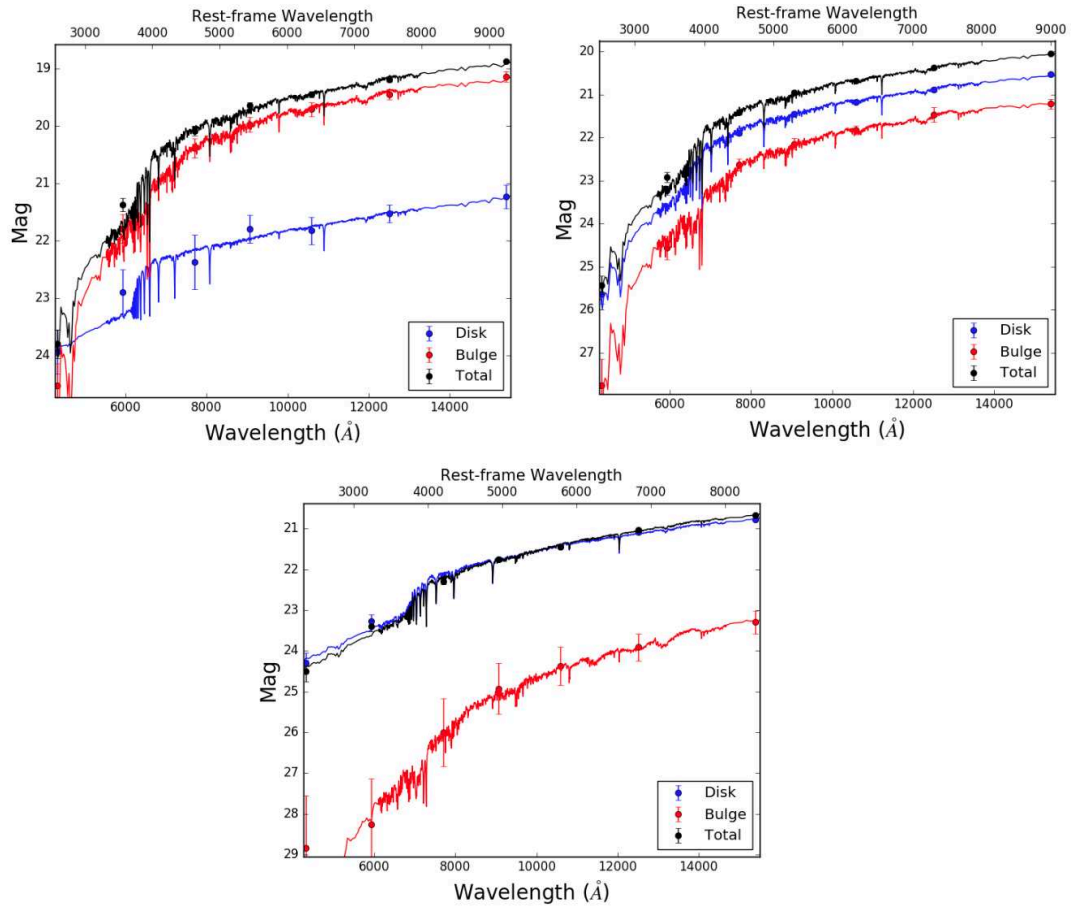 Rest-frame Wavelength
3000 4000 5000 6000 7000 8000 9000
Mag
19
20
21
22
23
24
Disk
Bulge
Total
6000 8000 10000 12000 14000
Wavelength (Å)
Rest-frame Wavelength
3000 4000 5000 6000 7000 8000 9000
Mag
20
21
22
23
24
25
26
27
Disk
Bulge
Total
6000 8000 10000 12000 14000
Wavelength (Å)
Rest-frame Wavelength
3000 4000 5000 6000 7000 8000
Mag
21
22
23
24
25
26
27
28
29
Disk
Bulge
Total
6000 8000 10000 12000 14000
Wavelength (Å)